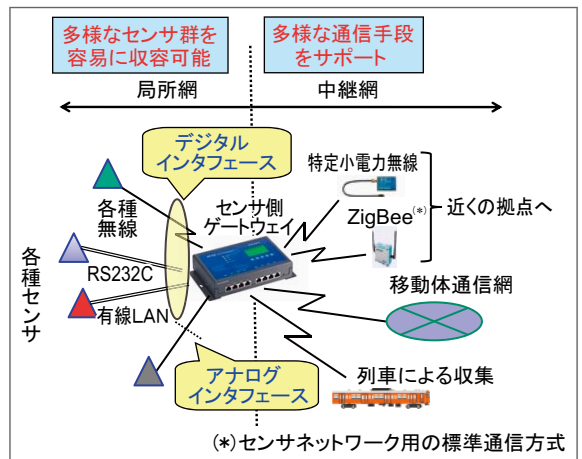 多様なセンサ群を
容易に収容可能
多様な通信手段
をサポート
局所網
中継網
デジタル
インタフェース
特定小電力無線
各種
無線
センサ側
ゲートウェイ
ZigBee(*)
近くの拠点へ
各種センサ
RS232C
移動体通信網
有線LAN
アナログ
インタフェース
列車による収集
(*)センサネットワーク用の標準通信方式